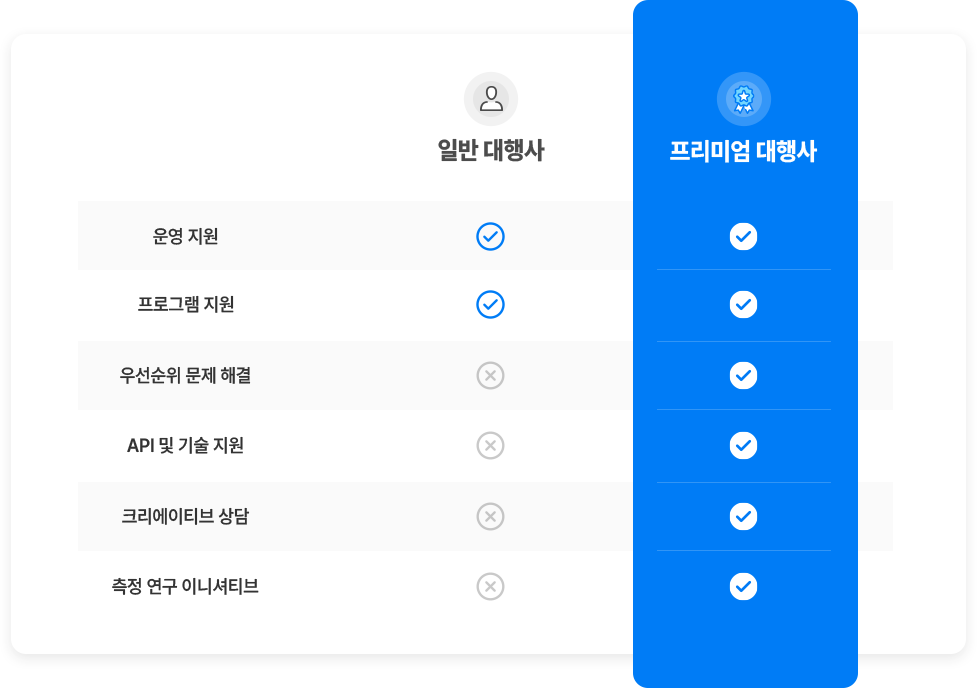 일반 대행사
프리미엄 대행사
운영 지원
프로그램 지원
우선순위 문제 해결
API 및 기술 지원
크리에이티브 상담
측정 연구 이니셔티브